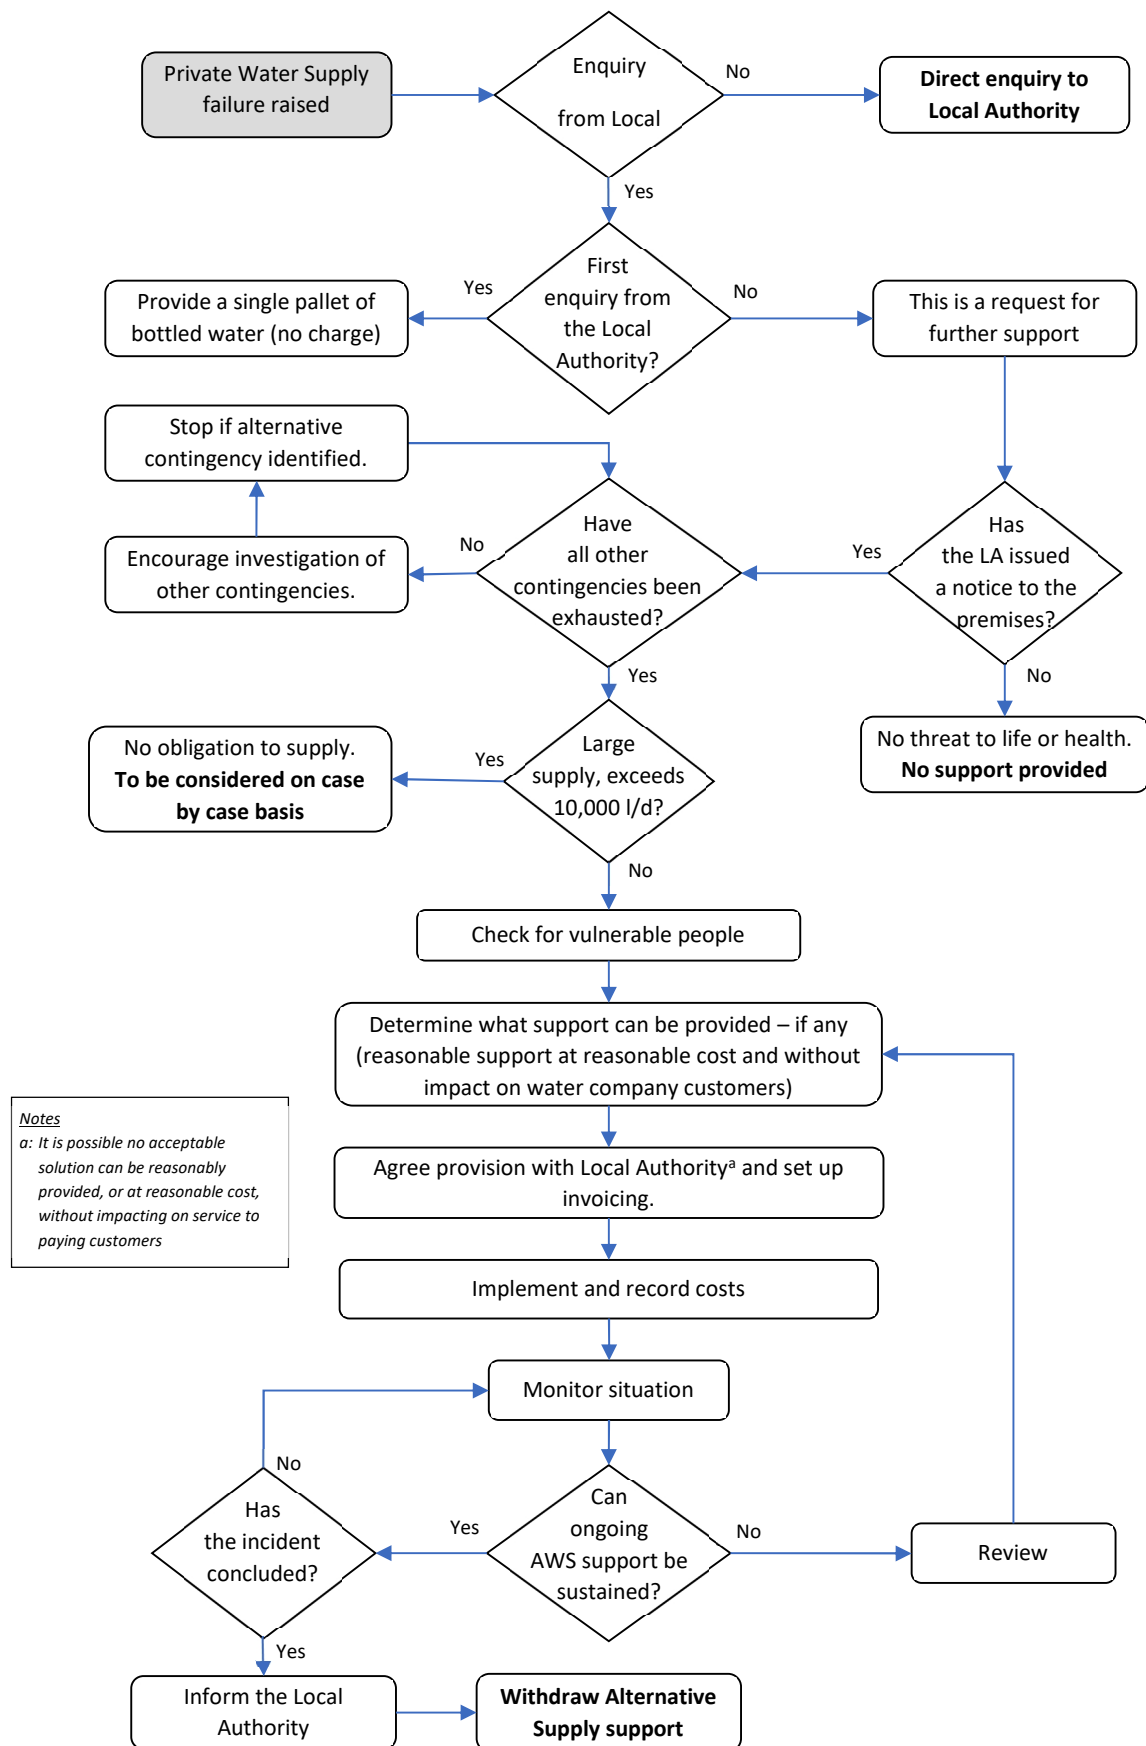 Private Water Supply
failure raised
Enquiry
from Local
No
Direct enquiry to
Local Authority
Yes
First
enquiry from
the Local
Authority?
Yes
Provide a single pallet of
bottled water (no charge)
No
This is a request for
further support
Stop if alternative
contingency identified.
Have
all other
contingencies been
exhausted?
No
Encourage investigation of
other contingencies.
Yes
Has
the LA issued
a notice to the
premises?
No
No threat to life or health.
No support provided
Yes
Large
supply, exceeds
10,000 l/d?
Yes
No obligation to supply.
To be considered on case
by case basis
No
Check for vulnerable people
Determine what support can be provided – if any
(reasonable support at reasonable cost and without
impact on water company customers)
Notes
a: It is possible no acceptable
solution can be reasonably
provided, or at reasonable cost,
without impacting on service to
paying customers
Agree provision with Local Authorityᵃ and set up
invoicing.
Implement and record costs
Monitor situation
No
Has
the incident
concluded?
Yes
Can
ongoing
AWS support be
sustained?
No
Review
Yes
Inform the Local
Authority
Withdraw Alternative
Supply support